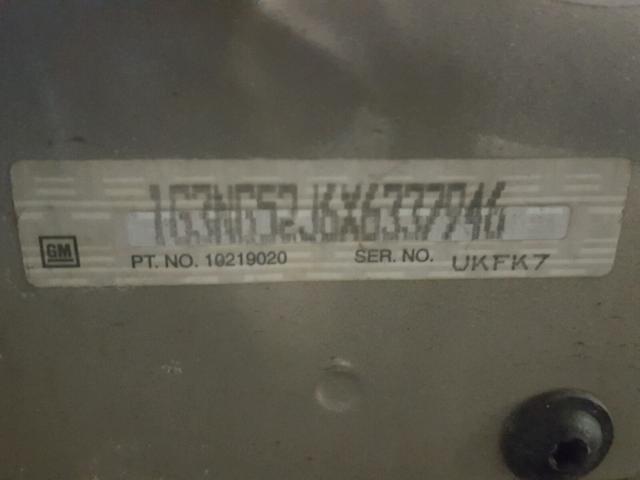 1G3NG52J6X6337946
GM PT. NO. 10219020 SER. NO. UKFK7